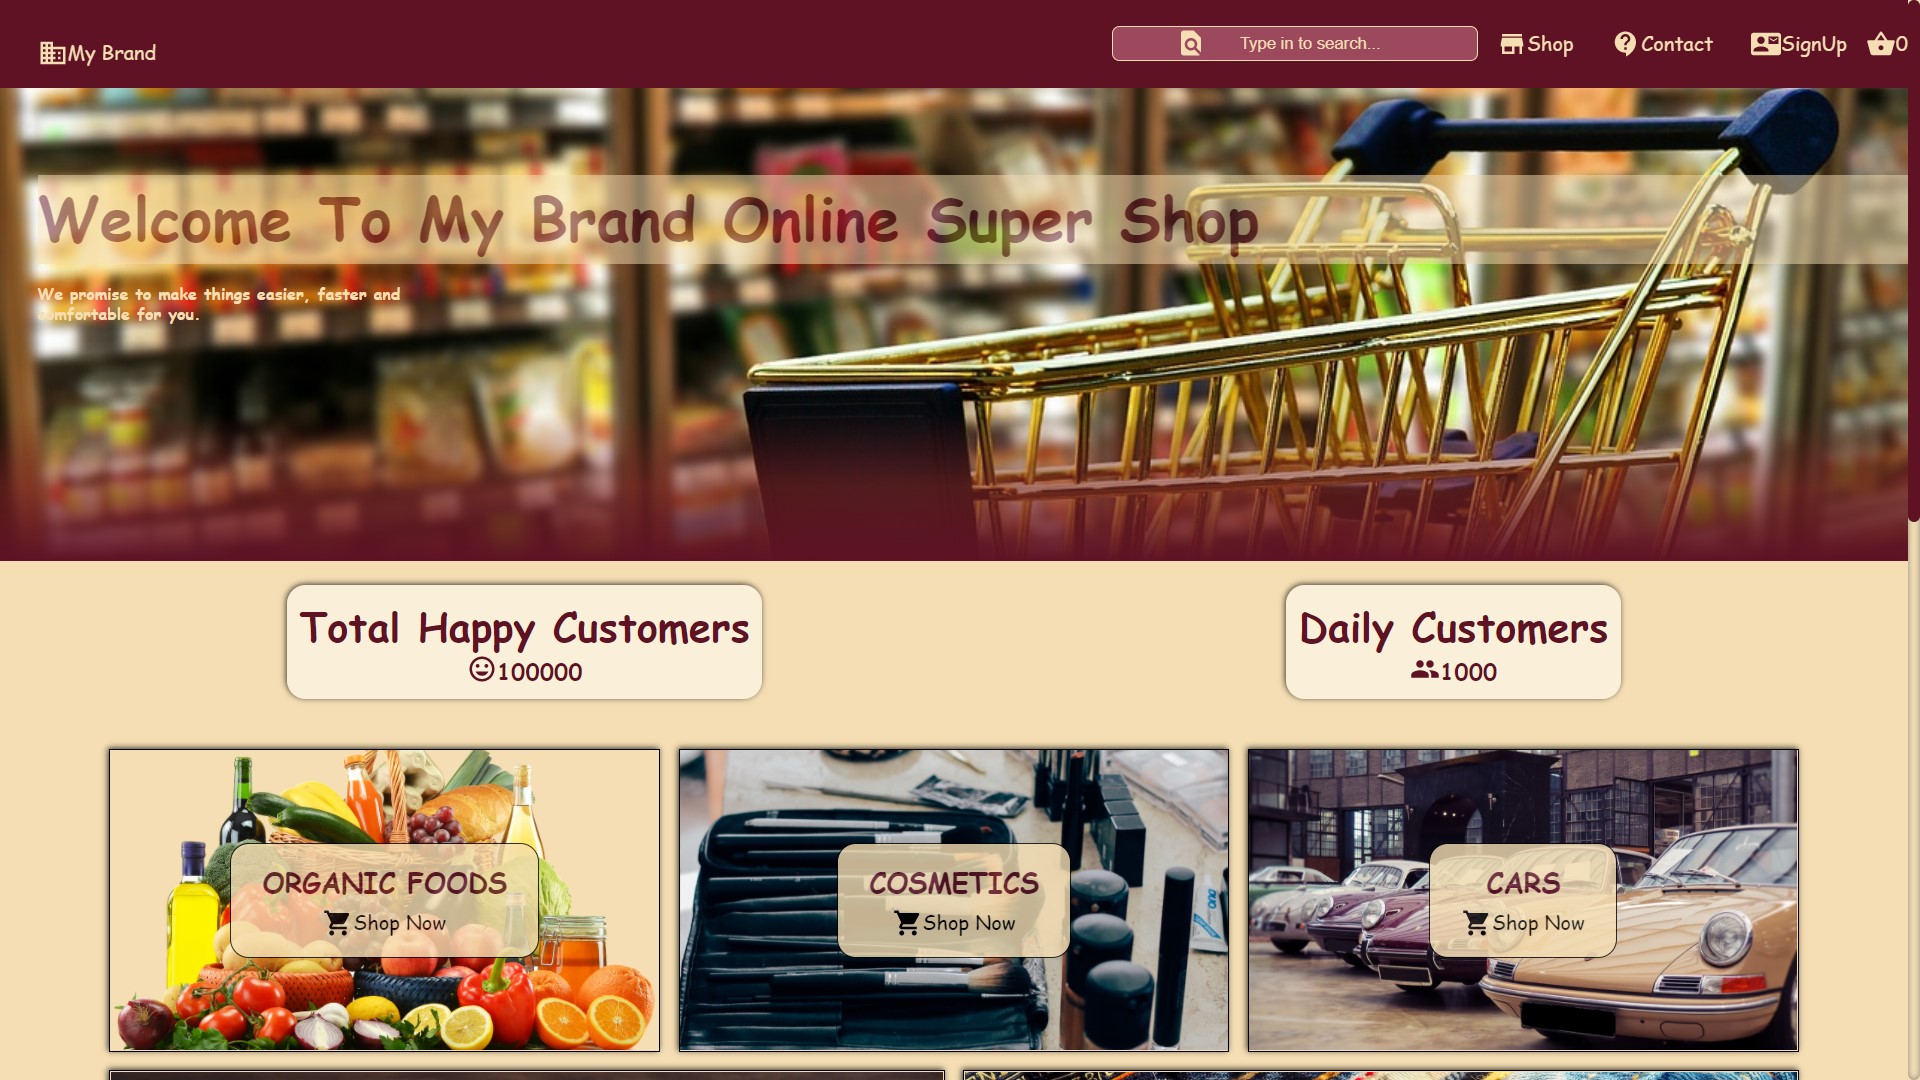 My Brand
Type in to search...
Shop
Contact
SignUp
0
Welcome To My Brand Online Super Shop
We promise to make things easier, faster and
comfortable for you.
Total Happy Customers
100000
Daily Customers
1000
ORGANIC FOODS
Shop Now
COSMETICS
Shop Now
CARS
Shop Now